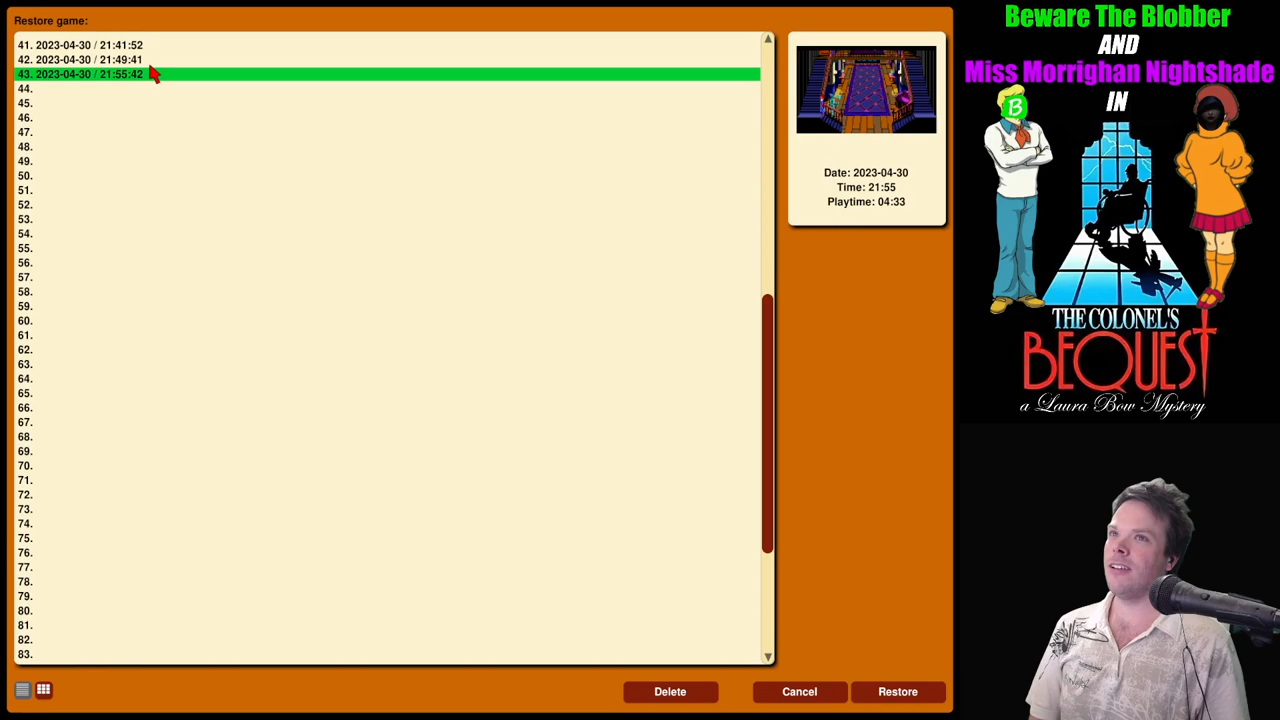 Restore game:
41. 2023-04-30 / 21:41:52
42. 2023-04-30 / 21:49:41
43. 2023-04-30 / 21:55:42
44.
45.
46.
47.
48.
49.
50.
51.
52.
53.
54.
55.
56.
57.
58.
59.
60.
61.
62.
63.
64.
65.
66.
67.
68.
69.
70.
71.
72.
73.
74.
75.
76.
77.
78.
79.
80.
81.
82.
83.
Date: 2023-04-30
Time: 21:55
Playtime: 04:33
Delete
Cancel
Restore
Beware The Blobber
AND
Miss Morrighan Nightshade
IN
B
THE COLONEL'S
BEQUEST
a Laura Bow Mystery